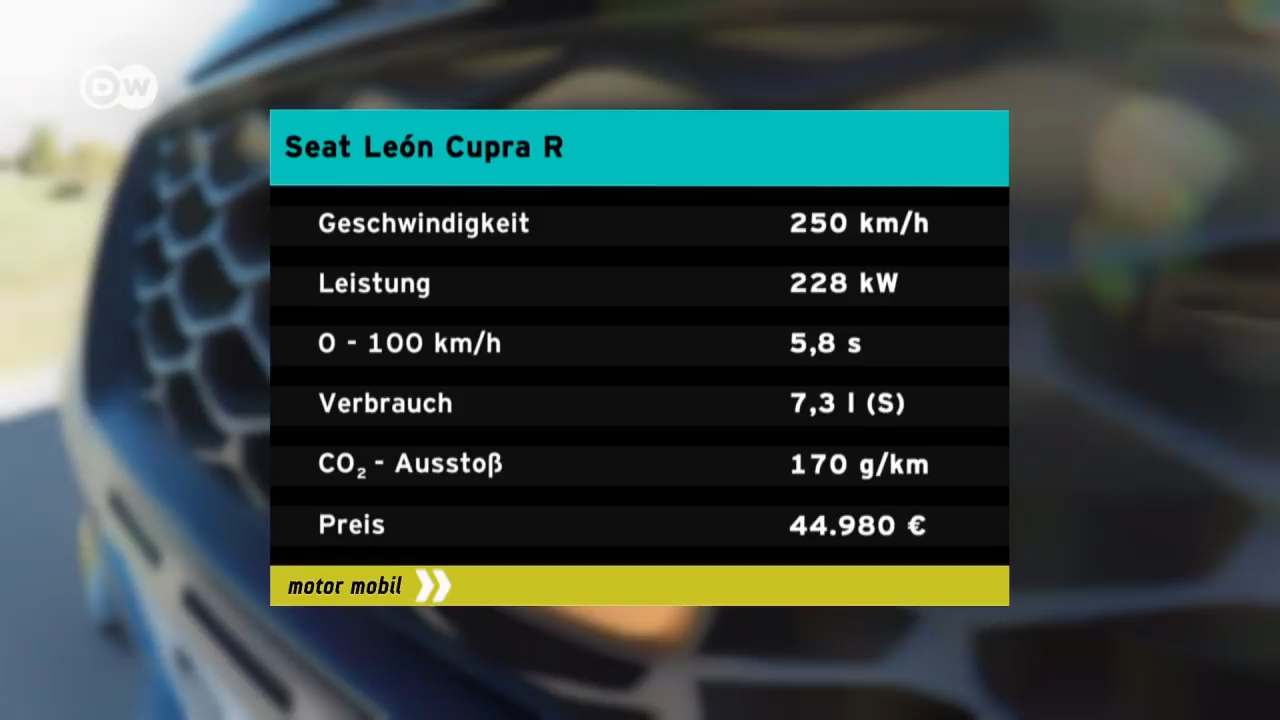 DW
Seat León Cupra R
Geschwindigkeit 250 km/h
Leistung 228 kW
0 - 100 km/h 5,8 s
Verbrauch 7,3 l (S)
CO₂ - Ausstoß 170 g/km
Preis 44.980 €
motor mobil